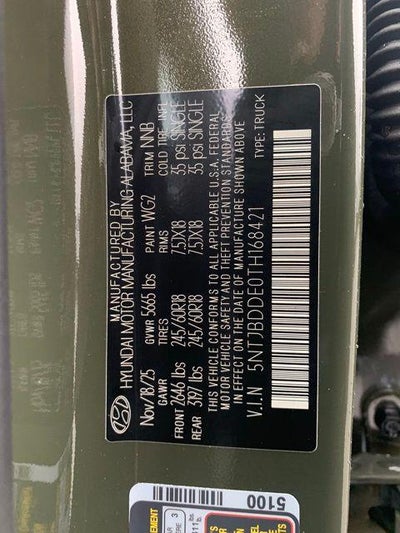 MANUFACTURED BY
HYUNDAI MOTOR MANUFACTURING ALABAMA, LLC
Nov/18/25 GVWR 5665 lbs PAINT WG2 TRIM NNB
GAWR TIRES RIMS COLD TIRE INFL
FRONT 2646 lbs 245/60R18 7.5JX18 35 psi SINGLE
REAR 3197 lbs 245/60R18 7.5JX18 35 psi SINGLE
THIS VEHICLE CONFORMS TO ALL APPLICABLE U.S.A. FEDERAL
MOTOR VEHICLE SAFETY AND THEFT PREVENTION STANDARDS
IN EFFECT ON THE DATE OF MANUFACTURE SHOWN ABOVE.
V.I.N 5NTJBDDE0TH168421 TYPE:TRUCK
5100